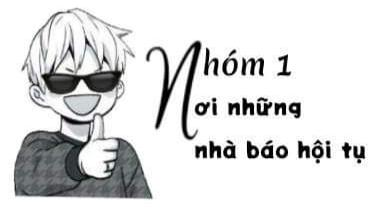 Nhóm 1
Nơi những
nhà báo hội tụ